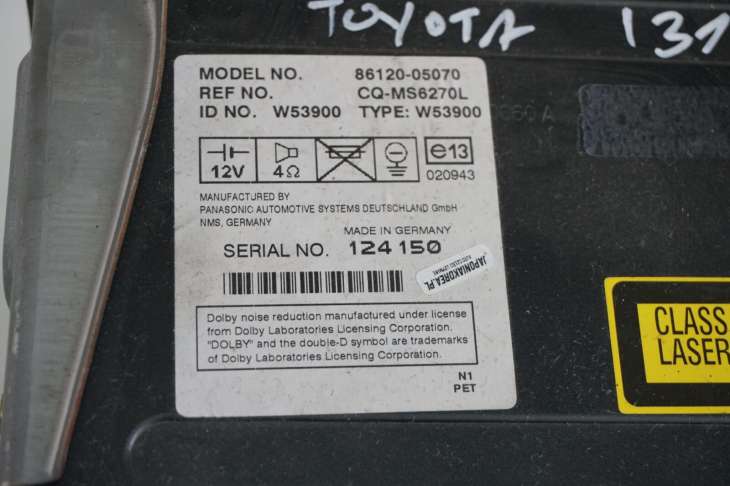 TOYOTA 131
MODEL NO. 86120-05070
REF NO. CQ-MS6270L
ID NO. W53900 TYPE: W53900
12V 4Ω e13
020943
MANUFACTURED BY
PANASONIC AUTOMOTIVE SYSTEMS DEUTSCHLAND GmbH
NMS, GERMANY
MADE IN GERMANY
SERIAL NO. 124150
JAPONIAKOREA.PL
Dolby noise reduction manufactured under license
from Dolby Laboratories Licensing Corporation.
"DOLBY" and the double-D symbol are trademarks
of Dolby Laboratories Licensing Corporation.
N1
PET
CLASS
LASER